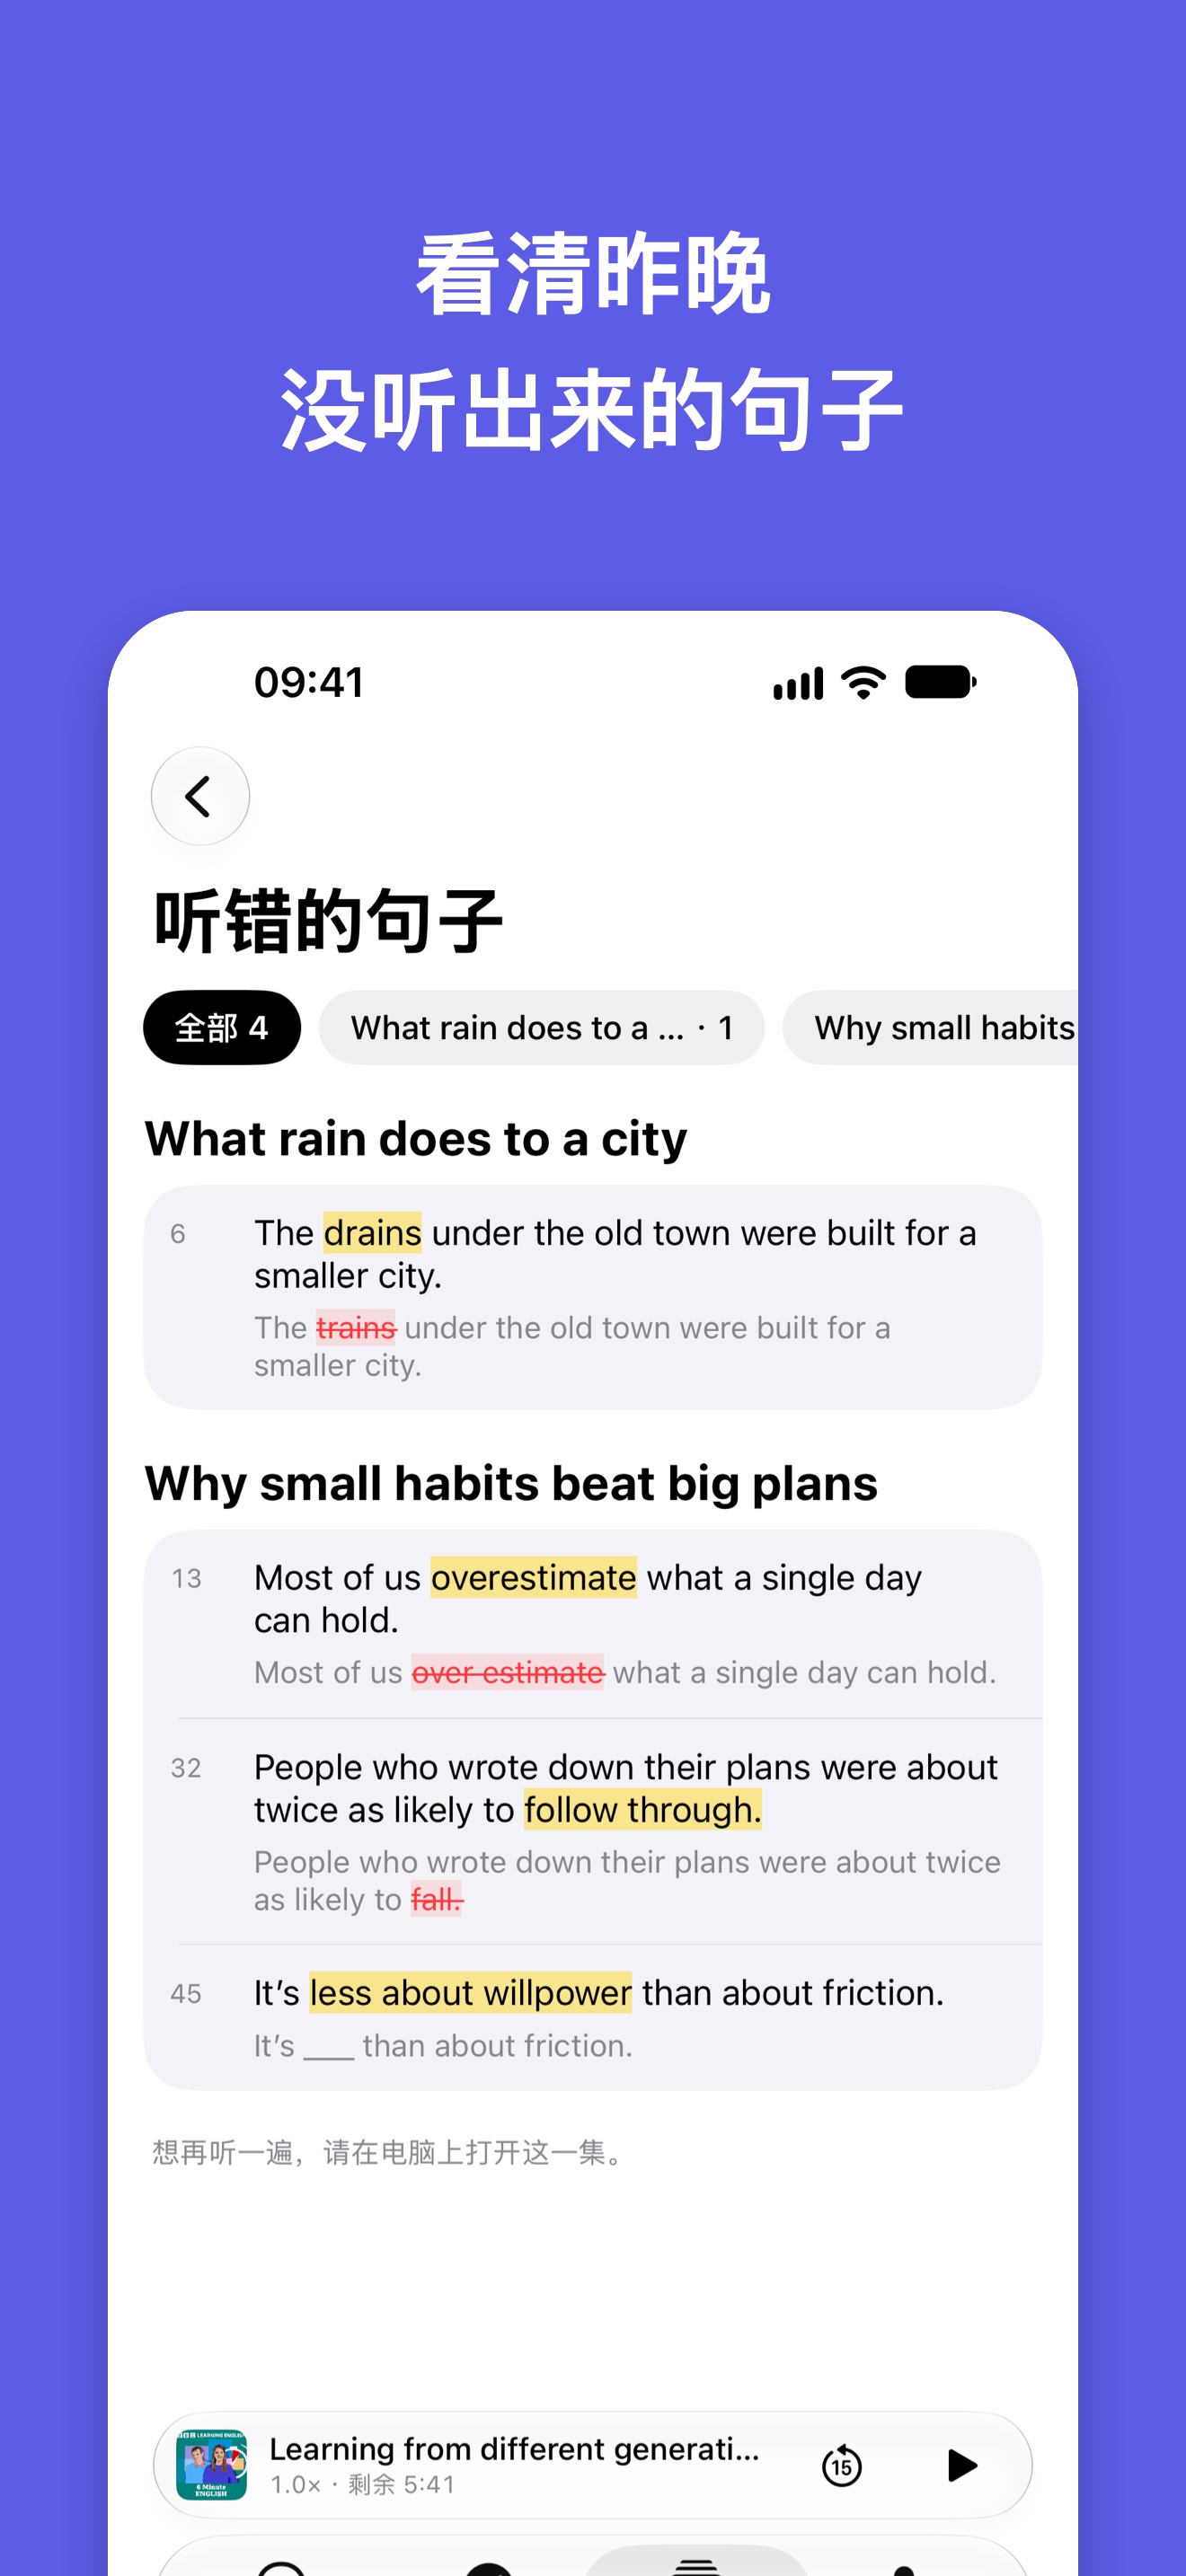 看清昨晚
没听出来的句子
09:41
听错的句子
全部 4
What rain does to a ... · 1
Why small habits
What rain does to a city
6
The drains under the old town were built for a
smaller city.
The trains under the old town were built for a
smaller city.
Why small habits beat big plans
13
Most of us overestimate what a single day
can hold.
Most of us over estimate what a single day can hold.
32
People who wrote down their plans were about
twice as likely to follow through.
People who wrote down their plans were about twice
as likely to fall.
45
It’s less about willpower than about friction.
It’s ____ than about friction.
想再听一遍，请在电脑上打开这一集。
BBC LEARNING ENGLISH
6 Minute
ENGLISH
Learning from different generati...
1.0× · 剩余 5:41
15